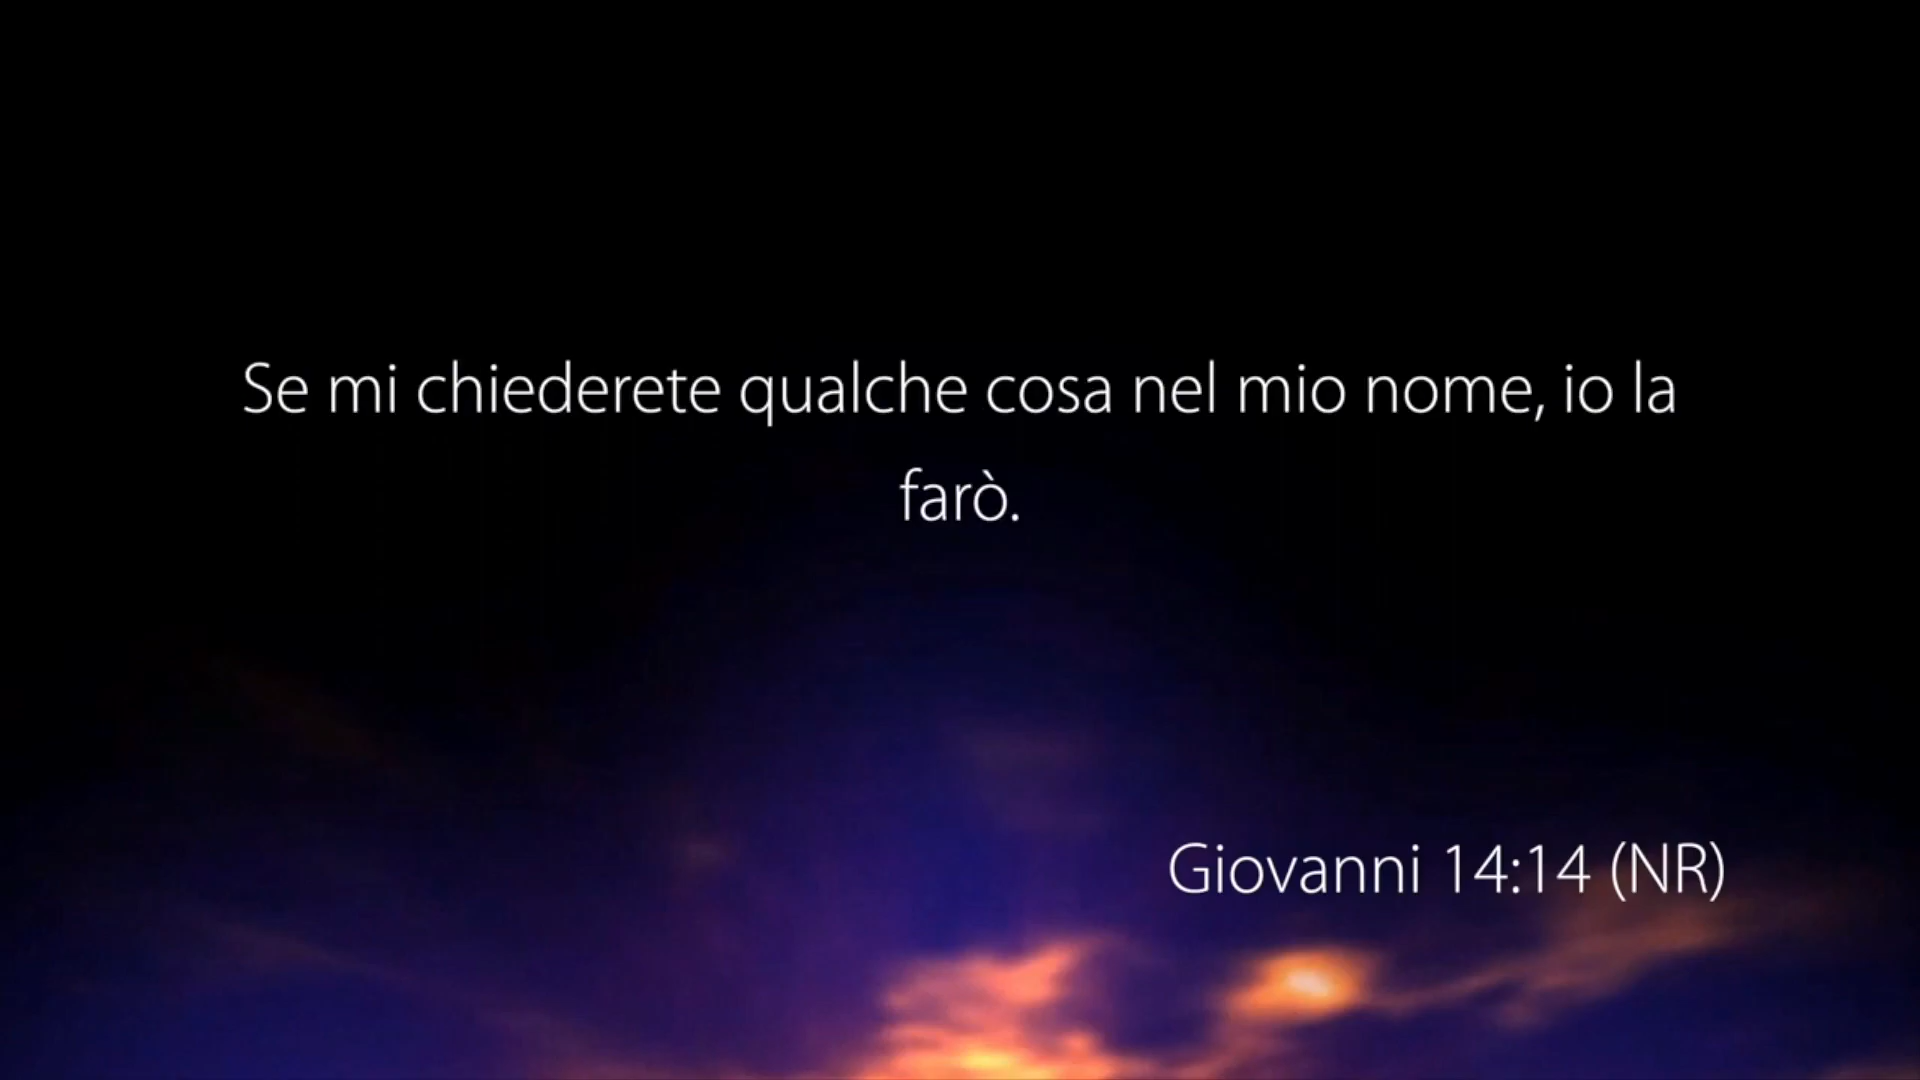 Se mi chiederete qualche cosa nel mio nome, io la
farò.
Giovanni 14:14 (NR)